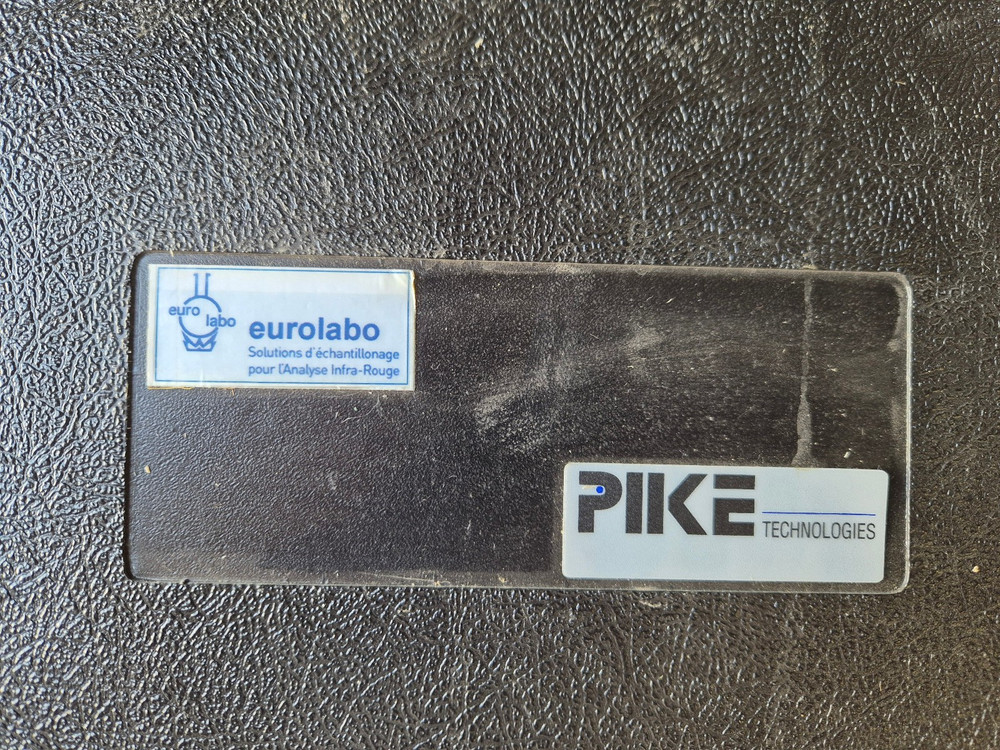 euro
labo
eurolabo
Solutions d'échantillonage
pour l'Analyse Infra-Rouge
PIKE
TECHNOLOGIES